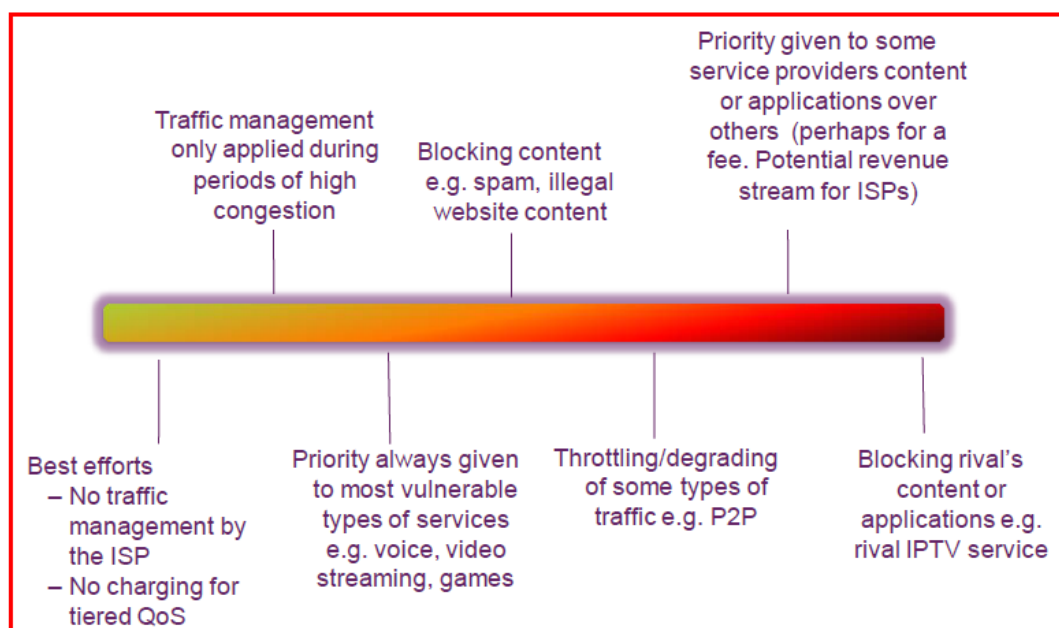 Traffic management
only applied during
periods of high
congestion
Blocking content
e.g. spam, illegal
website content
Priority given to some
service providers content
or applications over
others (perhaps for a
fee. Potential revenue
stream for ISPs)
Best efforts
– No traffic
management by
the ISP
– No charging for
tiered QoS
Priority always given
to most vulnerable
types of services
e.g. voice, video
streaming, games
Throttling/degrading
of some types of
traffic e.g. P2P
Blocking rival's
content or
applications e.g.
rival IPTV service